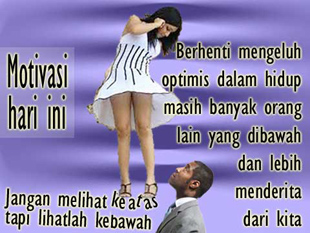 Motivasi
hari ini
Berhenti mengeluh
optimis dalam hidup
masih banyak orang
lain yang dibawah
dan lebih
menderita
dari kita
Jangan melihat keatas
tapi lihatlah kebawah